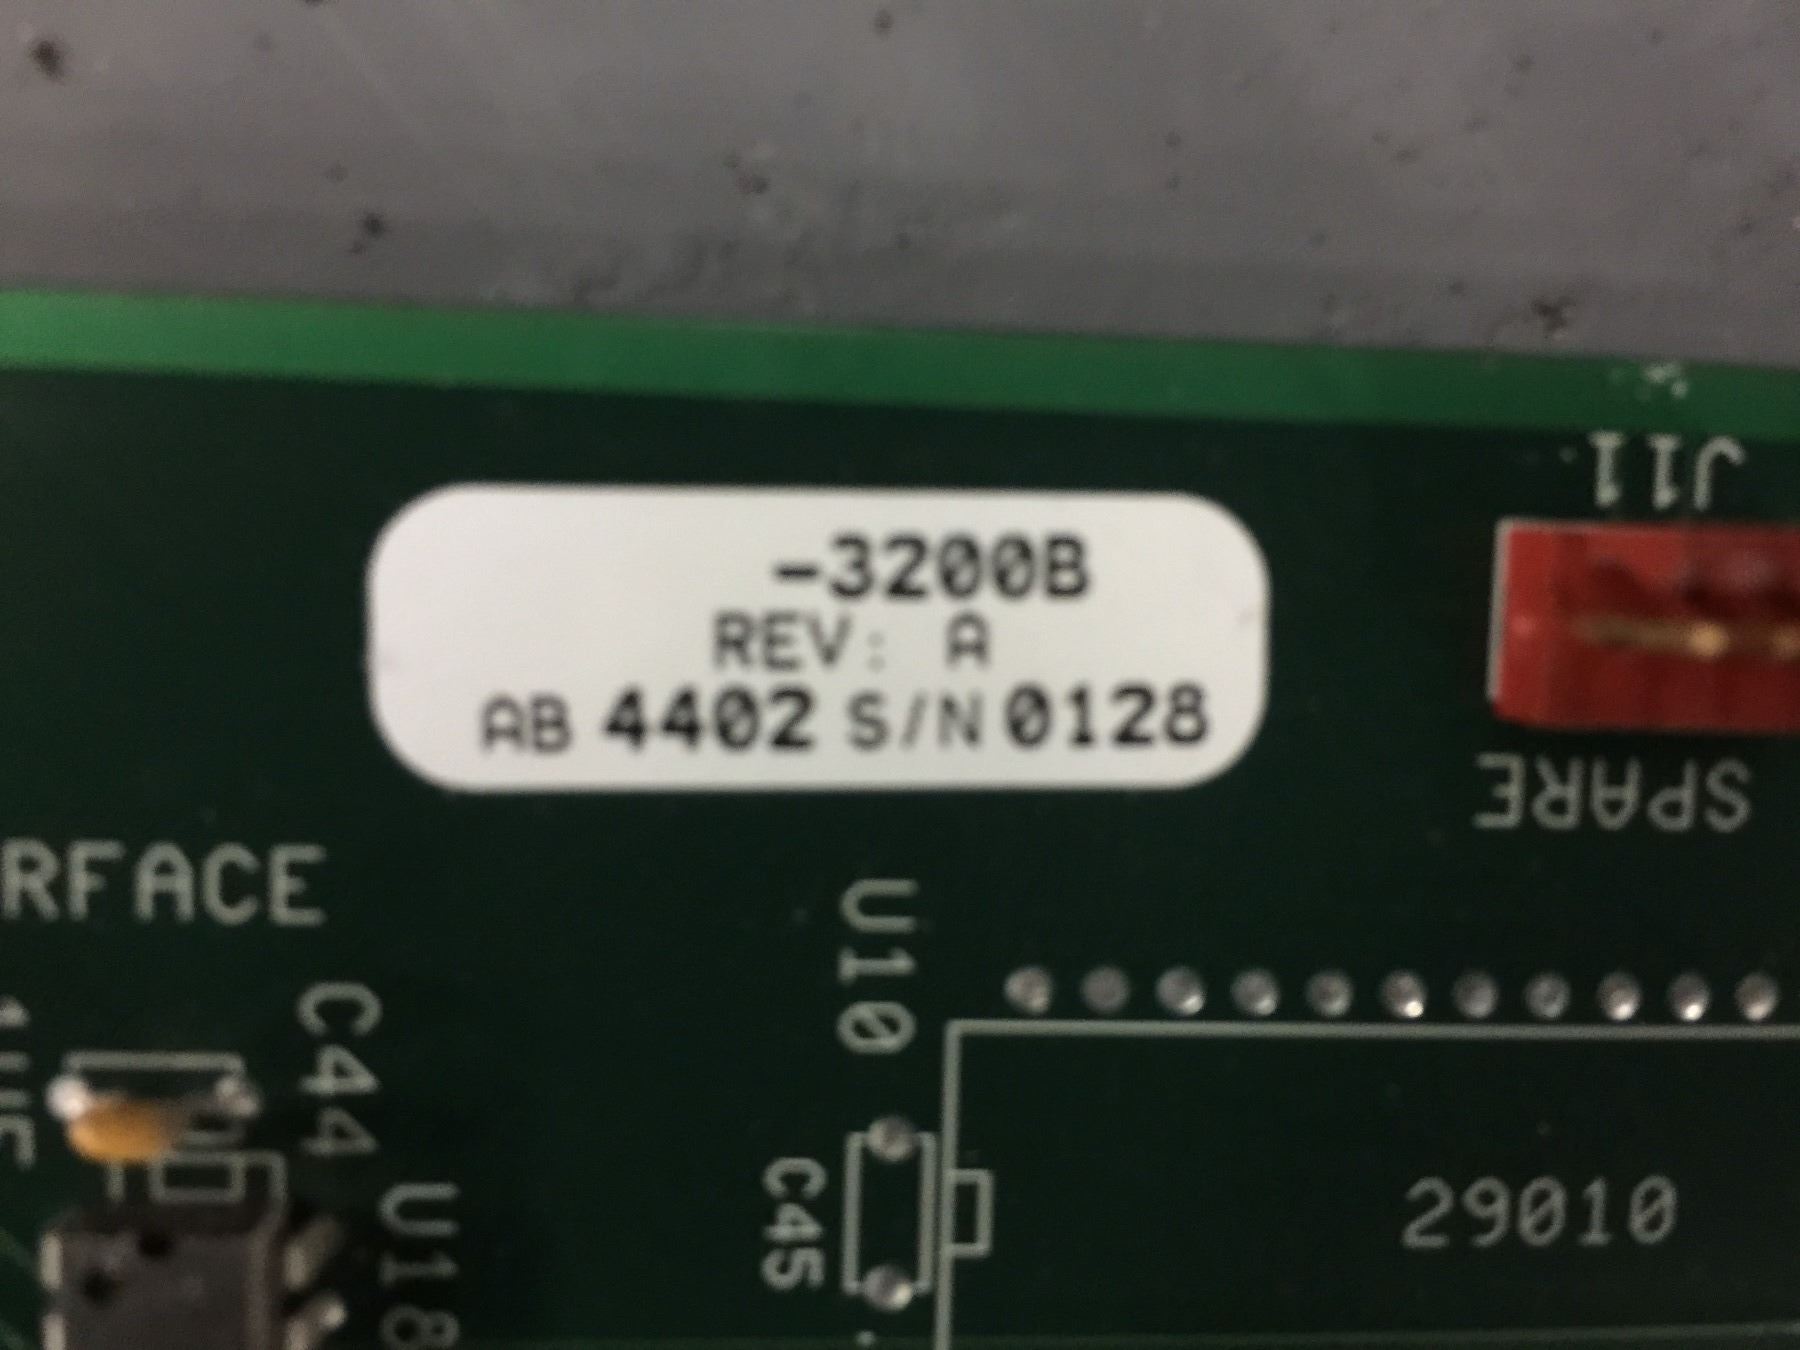 J11
-3200B
REV: A
AB 4402 S/N 0128
SPARE
RFACE
U10
C44
C45
U18
29010